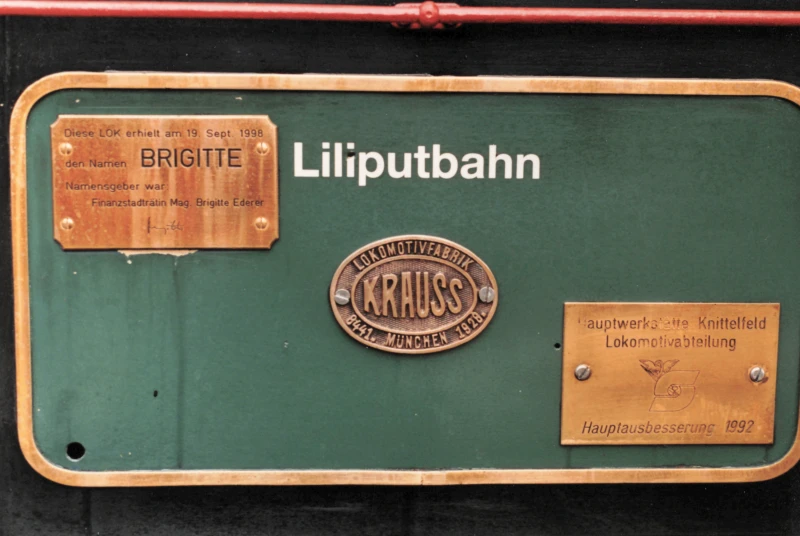 Diese LOK erhielt am 19. Sept. 1998
den Namen BRIGITTE
Namensgeber war
Finanzstadträtin Mag. Brigitte Ederer
Liliputbahn
LOKOMOTIVFABRIK
KRAUSS
8441. MÜNCHEN 1928.
Hauptwerkstätte Knittelfeld
Lokomotivabteilung
Hauptausbesserung 1992